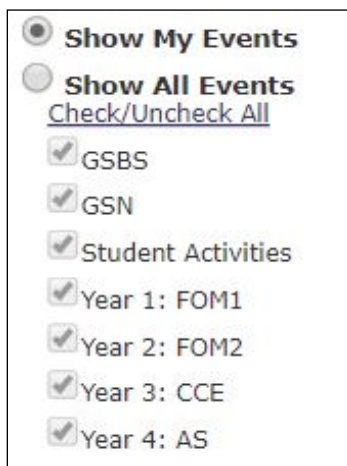 Show My Events
Show All Events
Check/Uncheck All
GSBS
GSN
Student Activities
Year 1: FOM1
Year 2: FOM2
Year 3: CCE
Year 4: AS